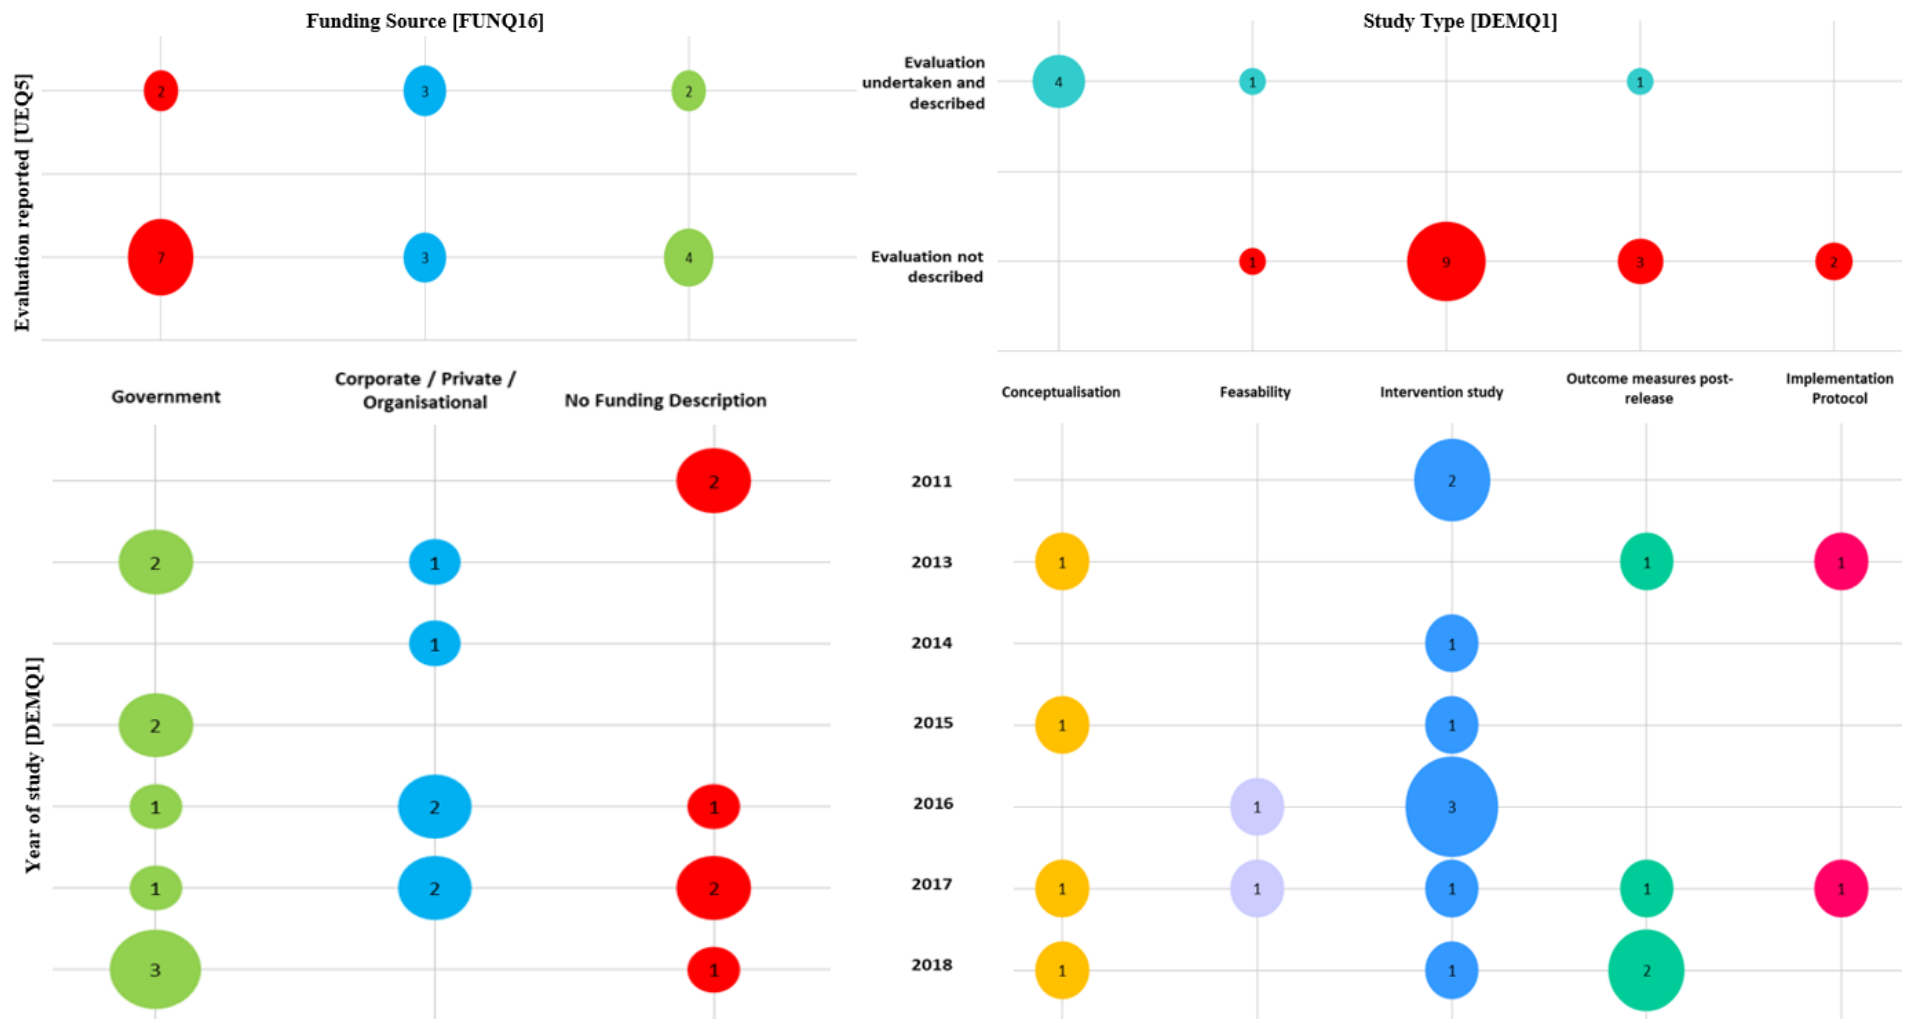 Funding Source [FUNQ16]
Study Type [DEMQ1]
Evaluation reported [UEQ5]
2
3
2
Evaluation
undertaken and
described
4
1
1
7
3
4
Evaluation not
described
1
9
3
2
Government
Corporate / Private /
Organisational
No Funding Description
Conceptualisation
Feasability
Intervention study
Outcome measures post-
release
Implementation
Protocol
Year of study [DEMQ1]
2
2011
2
2
1
2013
1
1
1
1
2014
1
2
2015
1
1
1
2
1
2016
1
3
1
2
2
2017
1
1
1
1
1
3
1
2018
1
1
2